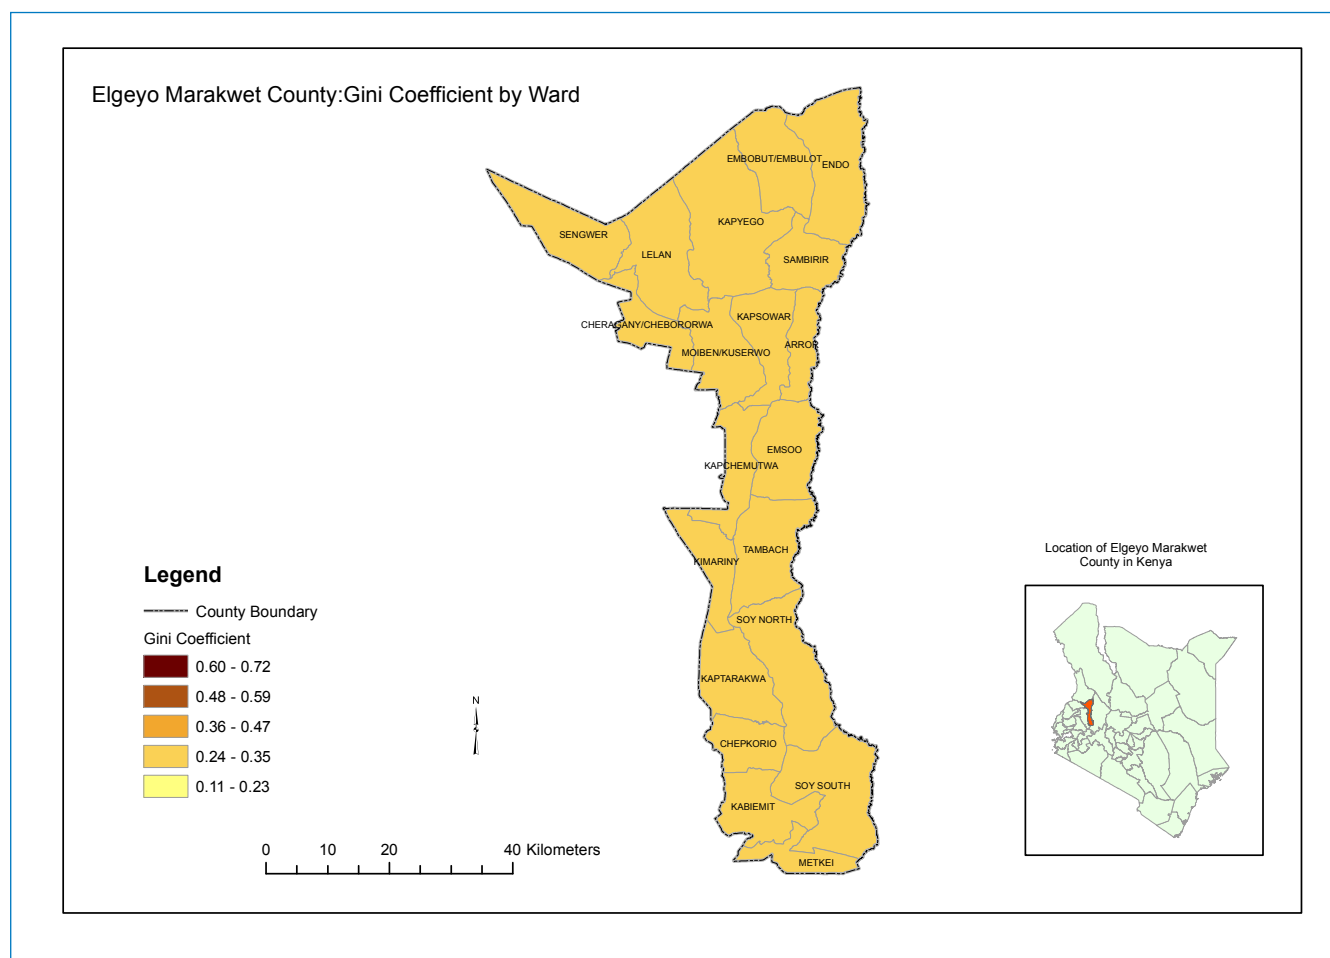 Elgeyo Marakwet County:Gini Coefficient by Ward
EMBOBUT/EMBULOT
ENDO
KAPYEGO
SENGWER
LELAN
SAMBIRIR
KAPSOWAR
CHERAGANY/CHEBORORWA
ARROR
MOIBEN/KUSERWO
EMSOO
KAPCHEMUTWA
TAMBACH
KIMARINY
SOY NORTH
KAPTARAKWA
CHEPKORIO
SOY SOUTH
KABIEMIT
METKEI
Legend
County Boundary
Gini Coefficient
0.60 - 0.72
0.48 - 0.59
0.36 - 0.47
0.24 - 0.35
0.11 - 0.23
N
0 10 20 40 Kilometers
Location of Elgeyo Marakwet
County in Kenya